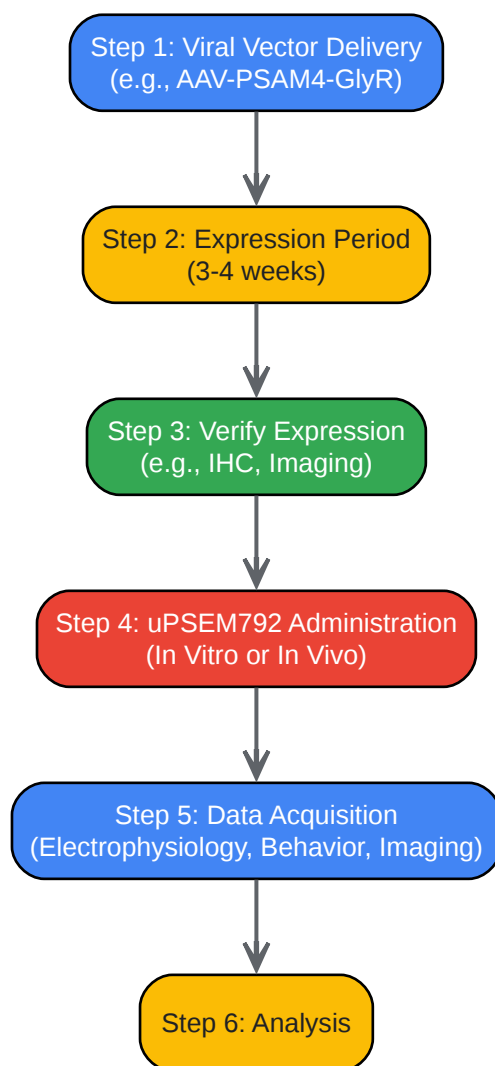 Step 1: Viral Vector Delivery
(e.g., AAV-PSAM4-GlyR)
Step 2: Expression Period
(3-4 weeks)
Step 3: Verify Expression
(e.g., IHC, Imaging)
Step 4: uPSEM792 Administration
(In Vitro or In Vivo)
Step 5: Data Acquisition
(Electrophysiology, Behavior, Imaging)
Step 6: Analysis